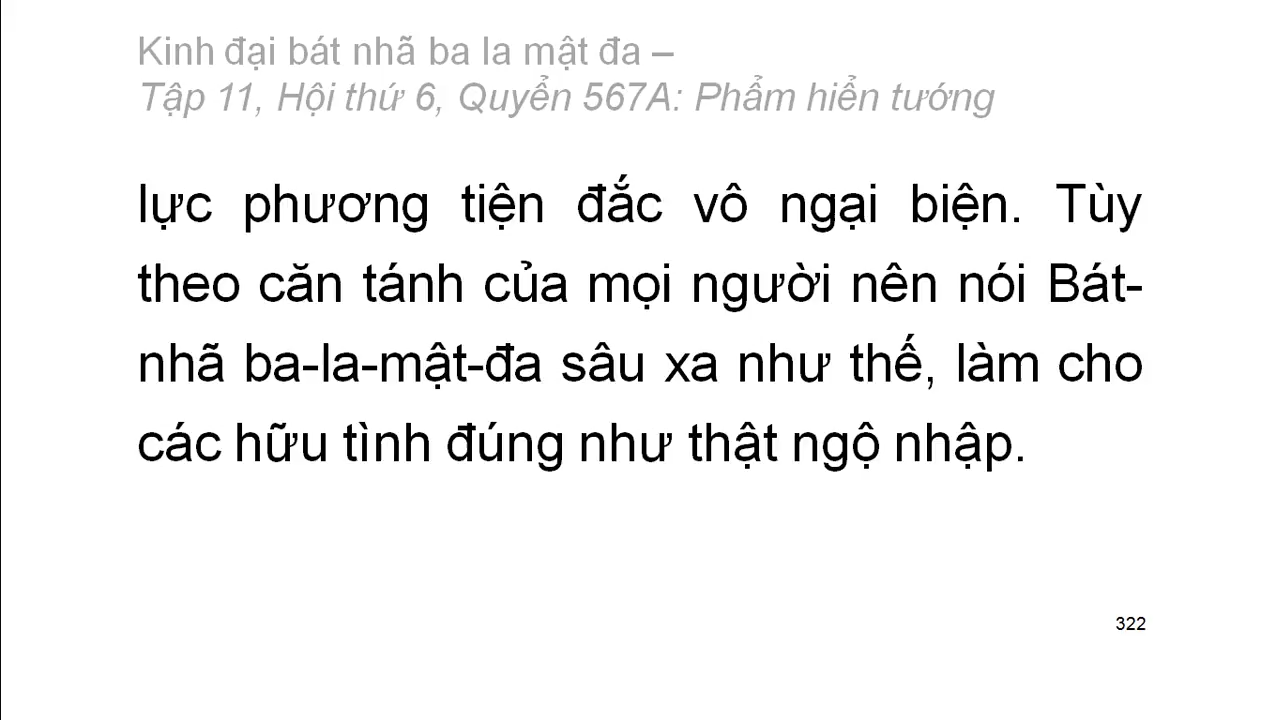 Kinh đại bát nhã ba la mật đa –
Tập 11, Hội thứ 6, Quyển 567A: Phẩm hiển tướng
lực phương tiện đắc vô ngại biện. Tùy
theo căn tánh của mọi người nên nói Bát-
nhã ba-la-mật-đa sâu xa như thế, làm cho
các hữu tình đúng như thật ngộ nhập.
322